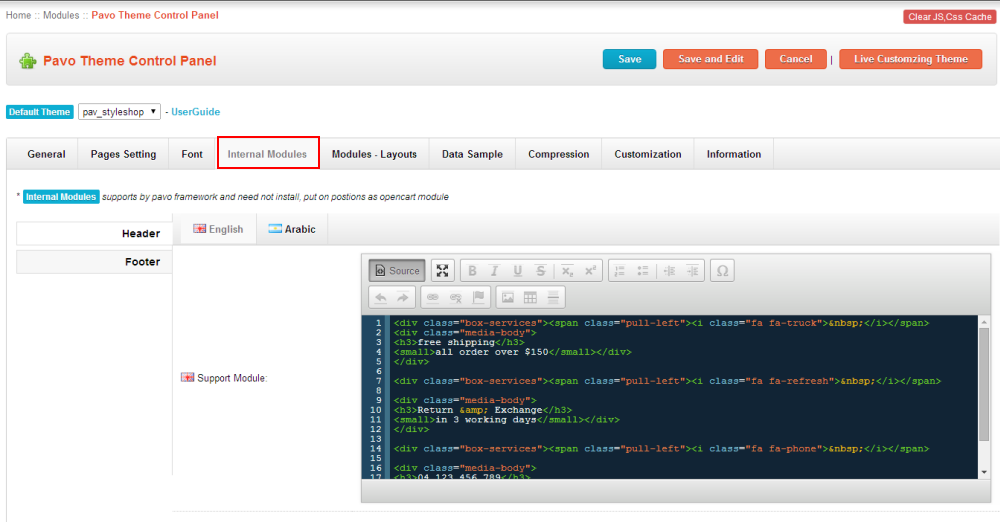 Home :: Modules :: Pavo Theme Control Panel
Clear JS,Css Cache
Pavo Theme Control Panel
Save Save and Edit Cancel | Live Customzing Theme
Default Theme pav_styleshop - UserGuide
General Pages Setting Font Internal Modules Modules - Layouts Data Sample Compression Customization Information
* Internal Modules supports by pavo framework and need not install, put on postions as opencart module
Header
Footer
English Arabic
Source
B I U S x₂ x² Ω
Support Module:
1 <div class="box-services"><span class="pull-left"><i class="fa fa-truck">&nbsp;</i></span>
2 <div class="media-body">
3 <h3>free shipping</h3>
4 <small>all order over $150</small></div>
5 </div>
6
7 <div class="box-services"><span class="pull-left"><i class="fa fa-refresh">&nbsp;</i></span>
8
9 <div class="media-body">
10 <h3>Return &amp; Exchange</h3>
11 <small>in 3 working days</small></div>
12 </div>
13
14 <div class="box-services"><span class="pull-left"><i class="fa fa-phone">&nbsp;</i></span>
15
16 <div class="media-body">
17 <h3>04 123 456 789</h3>